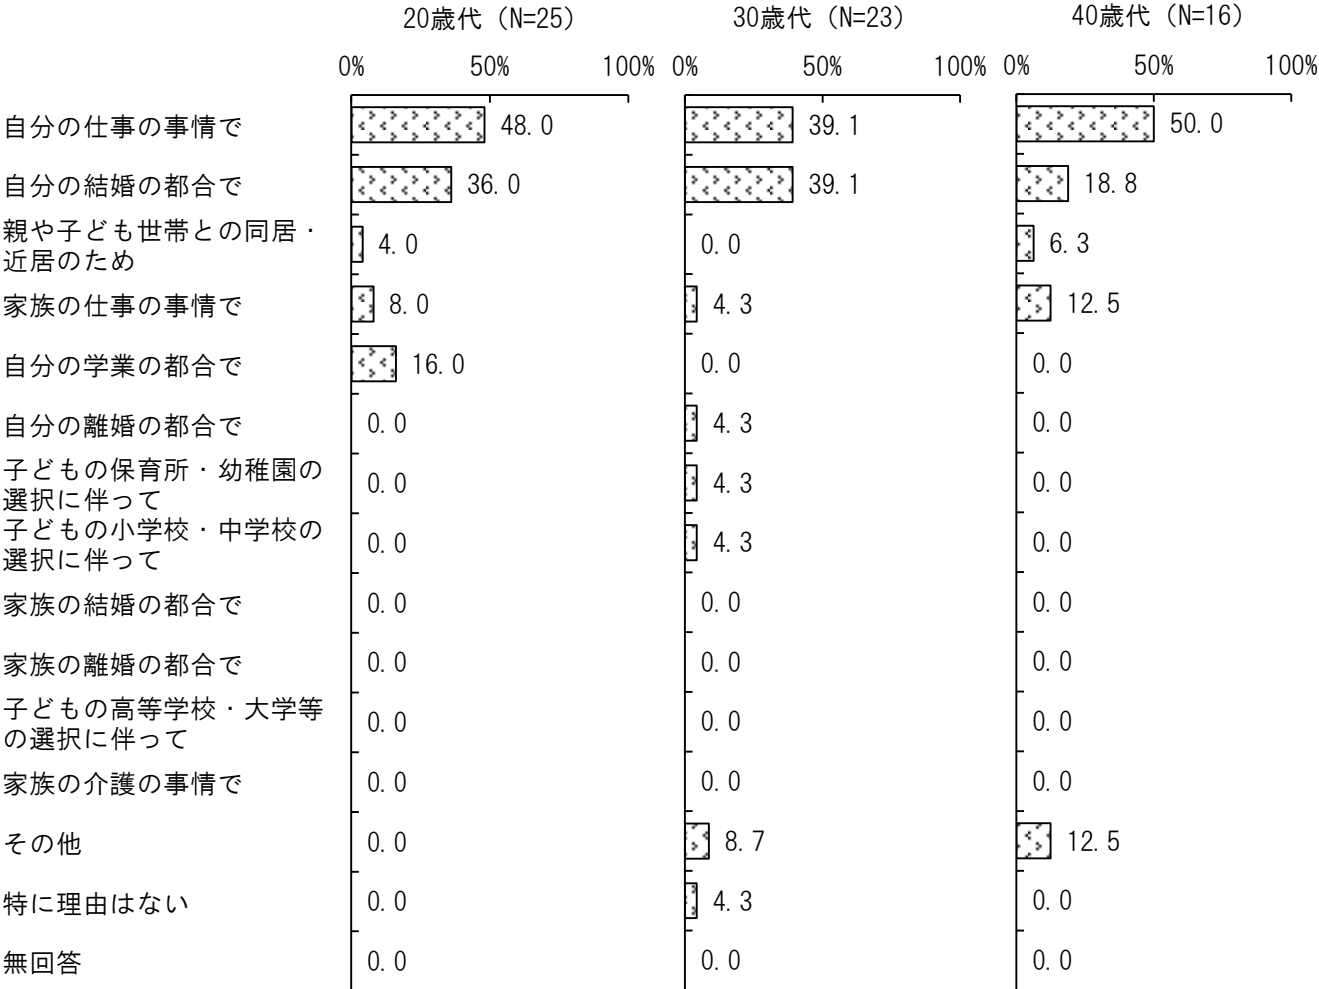 20歳代（N=25） 30歳代（N=23） 40歳代（N=16）
0% 50% 100% 0% 50% 100% 0% 50% 100%
自分の仕事の事情で 48.0 39.1 50.0
自分の結婚の都合で 36.0 39.1 18.8
親や子ども世帯との同居・
近居のため 4.0 0.0 6.3
家族の仕事の事情で 8.0 4.3 12.5
自分の学業の都合で 16.0 0.0 0.0
自分の離婚の都合で 0.0 4.3 0.0
子どもの保育所・幼稚園の
選択に伴って 0.0 4.3 0.0
子どもの小学校・中学校の
選択に伴って 0.0 4.3 0.0
家族の結婚の都合で 0.0 0.0 0.0
家族の離婚の都合で 0.0 0.0 0.0
子どもの高等学校・大学等
の選択に伴って 0.0 0.0 0.0
家族の介護の事情で 0.0 0.0 0.0
その他 0.0 8.7 12.5
特に理由はない 0.0 4.3 0.0
無回答 0.0 0.0 0.0